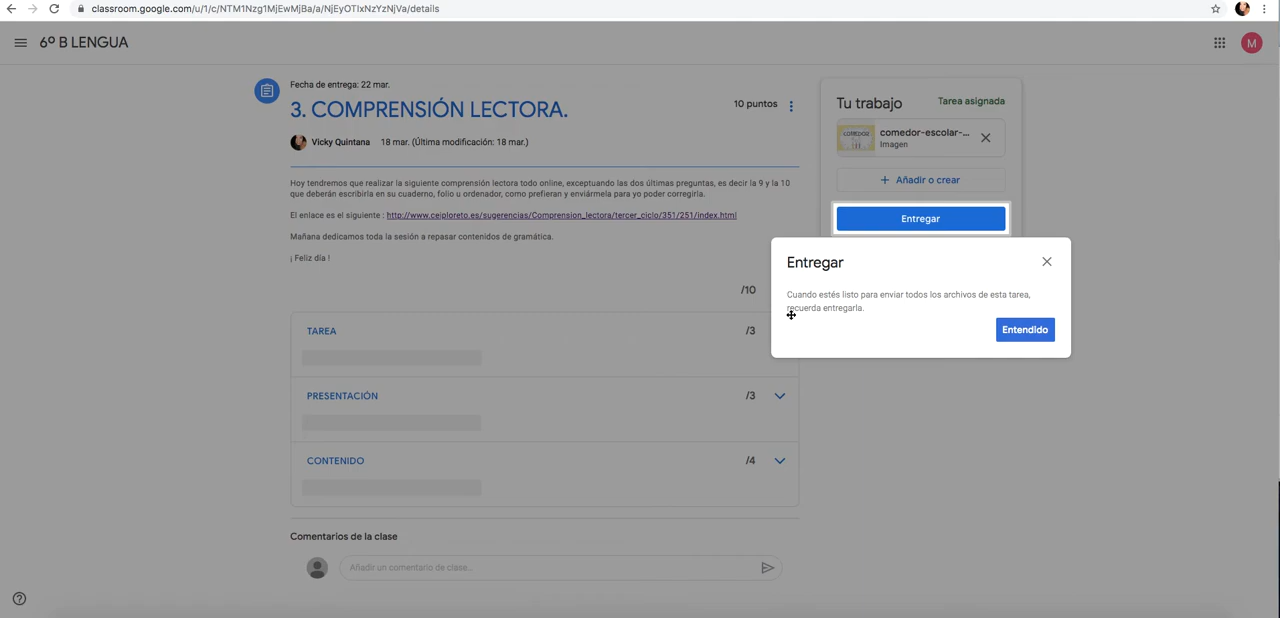 classroom.google.com/u/1/c/NTM1Nzg1MjEwMjBa/a/NjEyOTIxNzYzNjVa/details
6º B LENGUA
M
Fecha de entrega: 22 mar.
3. COMPRENSIÓN LECTORA.
10 puntos
Vicky Quintana 18 mar. (Última modificación: 18 mar.)
Hoy tendremos que realizar la siguiente comprensión lectora todo online, exceptuando las dos últimas preguntas, es decir la 9 y la 10
que deberán escribirla en su cuaderno, folio u ordenador, como prefieran y enviármela para yo poder corregirla.
El enlace es el siguiente : http://www.ceiploreto.es/sugerencias/Comprension_lectora/tercer_ciclo/351/251/index.html
Mañana dedicamos toda la sesión a repasar contenidos de gramática.
¡ Feliz día !
/10
TAREA /3
PRESENTACIÓN /3
CONTENIDO /4
Comentarios de la clase
Añadir un comentario de clase...
Tu trabajo Tarea asignada
COMEDOR
comedor-escolar-...
Imagen
+ Añadir o crear
Entregar
Entregar
Cuando estés listo para enviar todos los archivos de esta tarea,
recuerda entregarla.
Entendido